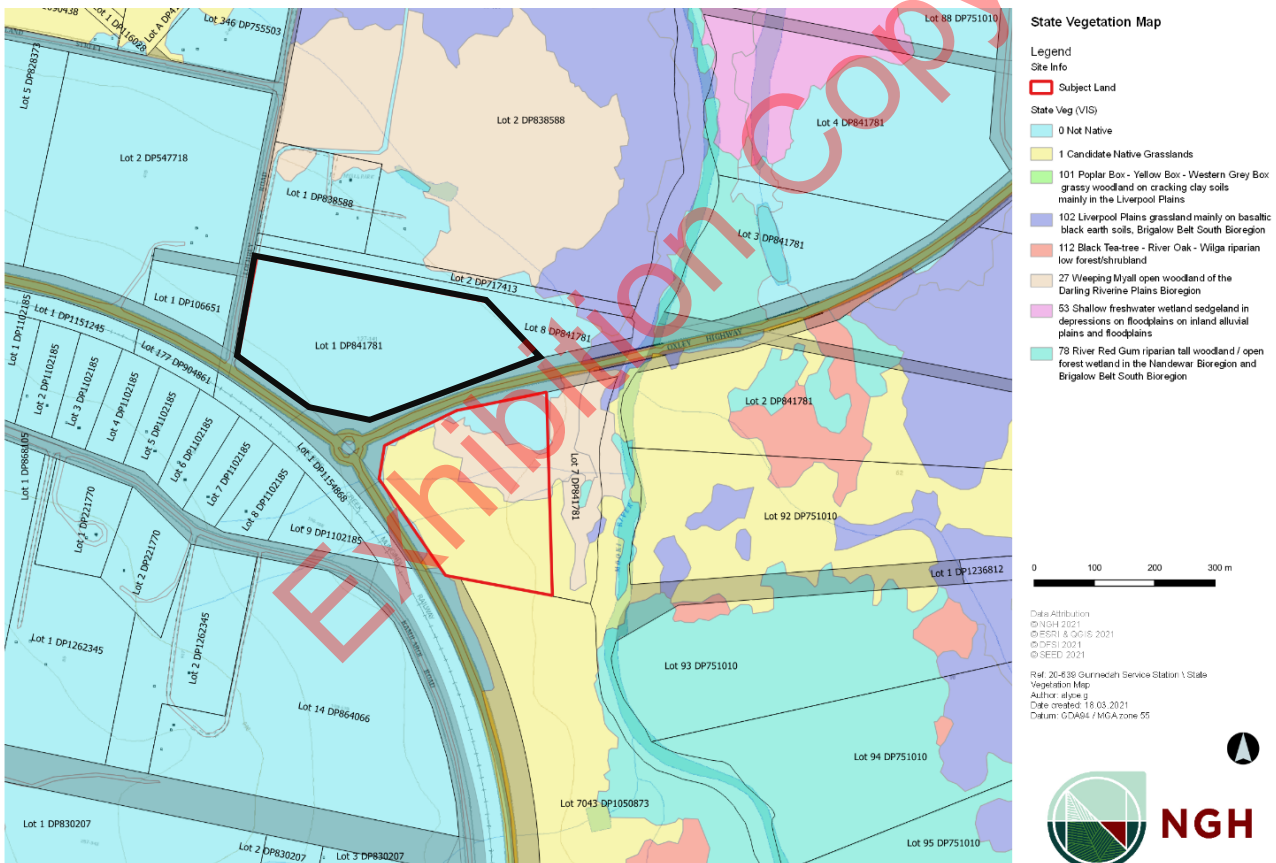 State Vegetation Map
Legend
Site Info
Subject Land
State Veg (VIS)
0 Not Native
1 Candidate Native Grasslands
101 Poplar Box - Yellow Box - Western Grey Box
grassy woodland on cracking clay soils
mainly in the Liverpool Plains
102 Liverpool Plains grassland mainly on basaltic
black earth soils, Brigalow Belt South Bioregion
112 Black Tea-tree - River Oak - Wilga riparian
low forest/shrubland
27 Weeping Myall open woodland of the
Darling Riverine Plains Bioregion
53 Shallow freshwater wetland sedgeland in
depressions on floodplains on inland alluvial
plains and floodplains
78 River Red Gum riparian tall woodland / open
forest wetland in the Nandewar Bioregion and
Brigalow Belt South Bioregion
0 100 200 300 m
Data Attribution
© NGH 2021
© ESRI & QGIS 2021
© DFSI 2021
© SEED 2021
Ref: 20-639 Gunnedah Service Station \ State
Vegetation Map
Author: alyce.g
Date created: 18.03.2021
Datum: GDA94 / MGA zone 55
NGH
Exhibition Copy
Lot 1 DP116028
Lot 346 DP755503
Lot 88 DP751010
Lot 5 DP828373
Lot 2 DP547718
Lot 2 DP838588
Lot 4 DP841781
Lot 1 DP838588
Lot 3 DP841781
Lot 2 DP717413
Lot 1 DP106651
Lot 8 DP841781
Lot 1 DP841781
OXLEY HIGHWAY
Lot 1 DP1151245
Lot 177 DP904861
Lot 1 DP1102185
Lot 2 DP1102185
Lot 3 DP1102185
Lot 4 DP1102185
Lot 5 DP1102185
Lot 6 DP1102185
Lot 7 DP1102185
Lot 8 DP1102185
Lot 9 DP1102185
Lot 1 DP1154868
Lot 2 DP841781
Lot 7 DP841781
Lot 1 DP868105
Lot 1 DP221770
Lot 2 DP221770
Lot 92 DP751010
MOOKI RIVER
Lot 1 DP1236812
Lot 1 DP1262345
Lot 2 DP1262345
Lot 14 DP864066
Lot 93 DP751010
Lot 94 DP751010
Lot 7043 DP1050873
Lot 95 DP751010
Lot 1 DP830207
Lot 2 DP830207
Lot 3 DP830207